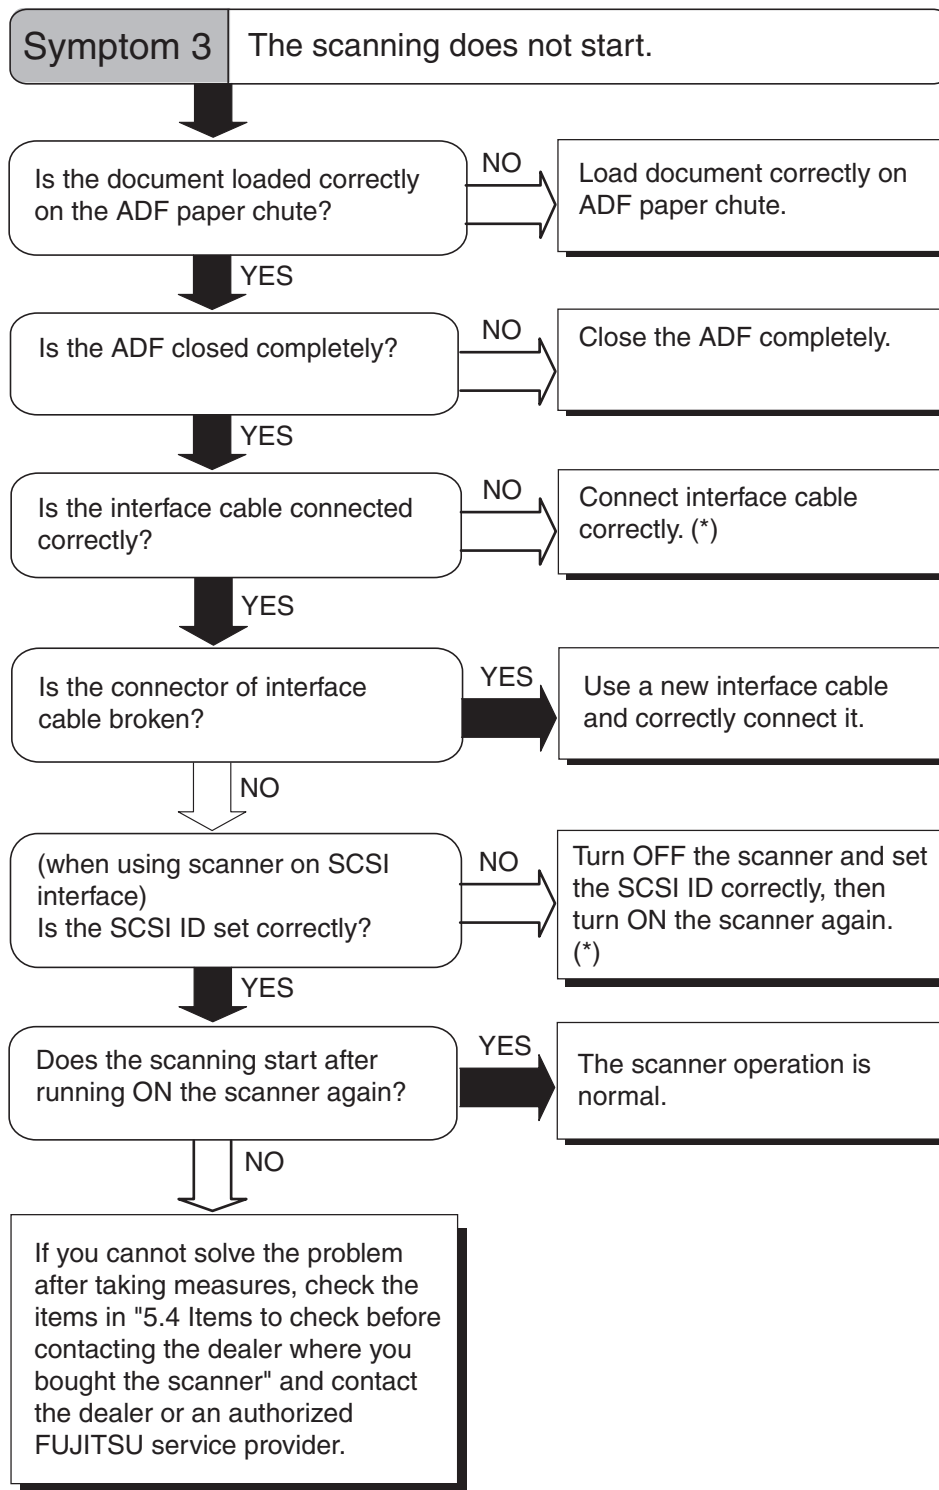 Symptom 3
The scanning does not start.
Is the document loaded correctly
on the ADF paper chute?
NO
Load document correctly on
ADF paper chute.
YES
Is the ADF closed completely?
NO
Close the ADF completely.
YES
Is the interface cable connected
correctly?
NO
Connect interface cable
correctly. (*)
YES
Is the connector of interface
cable broken?
YES
Use a new interface cable
and correctly connect it.
NO
(when using scanner on SCSI
interface)
Is the SCSI ID set correctly?
NO
Turn OFF the scanner and set
the SCSI ID correctly, then
turn ON the scanner again.
(*)
YES
Does the scanning start after
running ON the scanner again?
YES
The scanner operation is
normal.
NO
If you cannot solve the problem
after taking measures, check the
items in "5.4 Items to check before
contacting the dealer where you
bought the scanner" and contact
the dealer or an authorized
FUJITSU service provider.